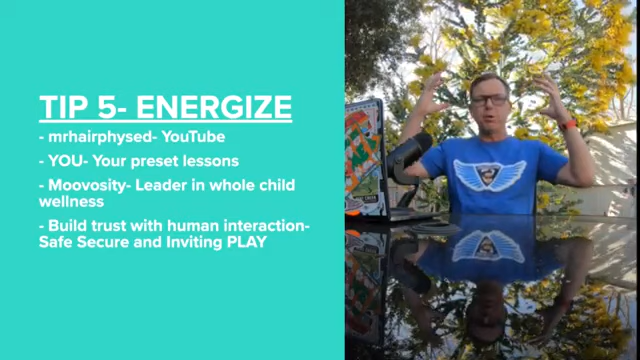 TIP 5- ENERGIZE
- mrhairphysed- YouTube
- YOU- Your preset lessons
- Moovosity- Leader in whole child
wellness
- Build trust with human interaction-
Safe Secure and Inviting PLAY